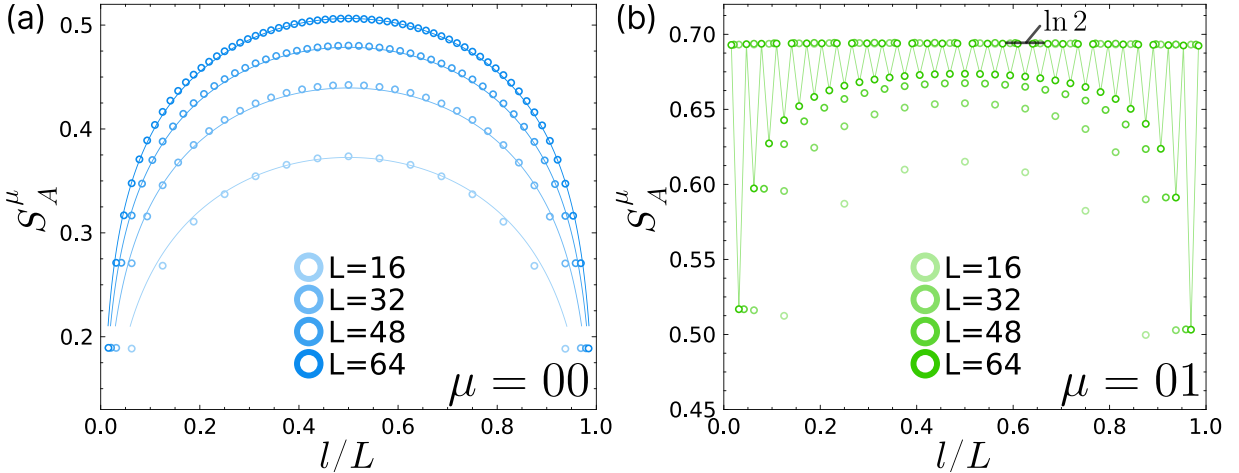 (a)
0.5
0.4
0.3
0.2
S_A^μ
L=16
L=32
L=48
L=64
μ = 00
0.0 0.2 0.4 0.6 0.8 1.0
l/L
(b)
ln 2
0.70
0.65
0.60
0.55
0.50
0.45
S_A^μ
L=16
L=32
L=48
L=64
μ = 01
0.0 0.2 0.4 0.6 0.8 1.0
l/L